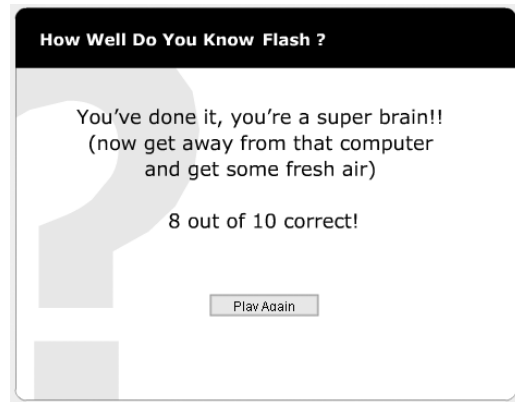 How Well Do You Know Flash ?
You've done it, you're a super brain!!
(now get away from that computer
and get some fresh air)
8 out of 10 correct!
Play Again